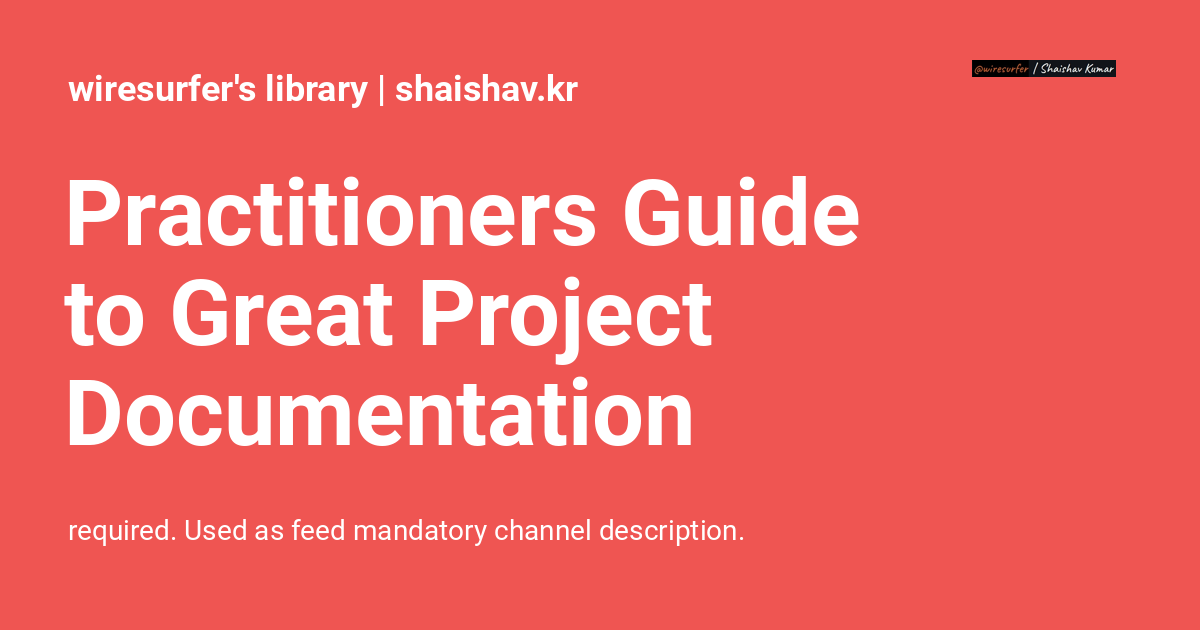 wiresurfer's library | shaishav.kr
@wiresurfer / Shaishav Kumar
Practitioners Guide
to Great Project
Documentation
required. Used as feed mandatory channel description.